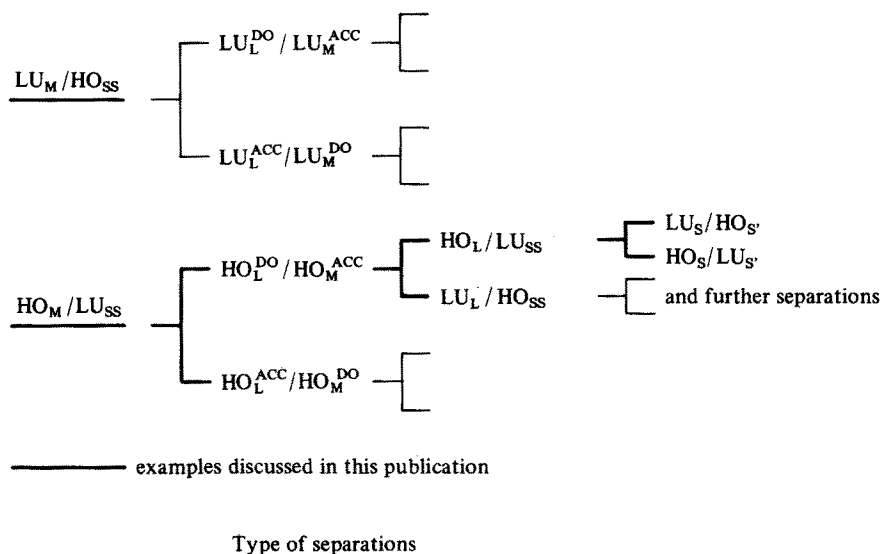 LU_L^DO / LU_M^ACC
LU_M/HO_SS
LU_L^ACC/LU_M^DO
LU_S/HO_S'
HO_L/LU_SS
HO_S/LU_S'
HO_L^DO/HO_M^ACC
LU_L/HO_SS and further separations
HO_M/LU_SS
HO_L^ACC/HO_M^DO
examples discussed in this publication
Type of separations